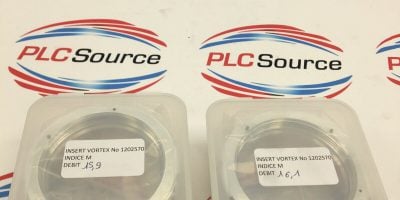 PLCSource
PLCSource
INSERT VORTEX No 1202570
INDICE M
DEBIT 15,9
INSERT VORTEX No 1202570
INDICE M
DEBIT 16,1